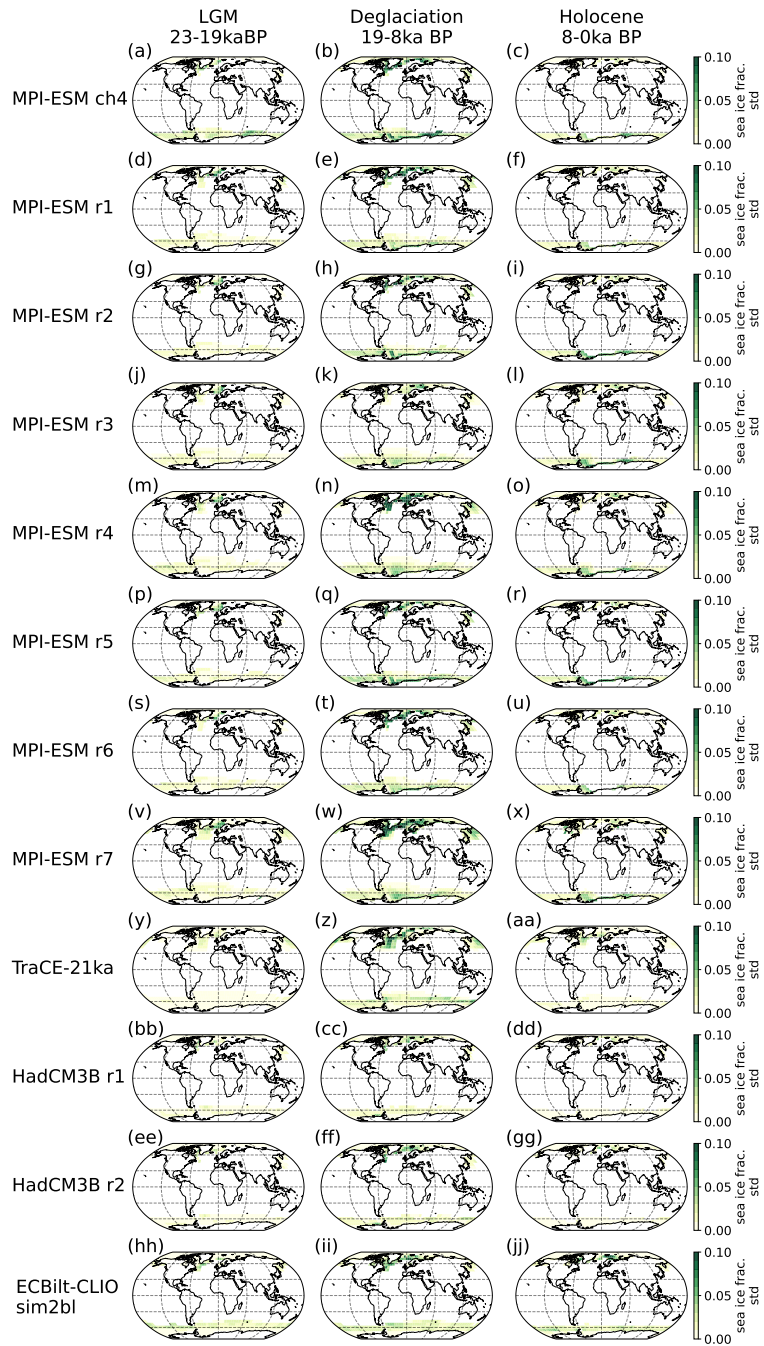 LGM
23-19kaBP
Deglaciation
19-8ka BP
Holocene
8-0ka BP
(a)
(b)
(c)
MPI-ESM ch4
0.10
0.05
0.00
sea ice frac.
std
(d)
(e)
(f)
MPI-ESM r1
0.10
0.05
0.00
sea ice frac.
std
(g)
(h)
(i)
MPI-ESM r2
0.10
0.05
0.00
sea ice frac.
std
(j)
(k)
(l)
MPI-ESM r3
0.10
0.05
0.00
sea ice frac.
std
(m)
(n)
(o)
MPI-ESM r4
0.10
0.05
0.00
sea ice frac.
std
(p)
(q)
(r)
MPI-ESM r5
0.10
0.05
0.00
sea ice frac.
std
(s)
(t)
(u)
MPI-ESM r6
0.10
0.05
0.00
sea ice frac.
std
(v)
(w)
(x)
MPI-ESM r7
0.10
0.05
0.00
sea ice frac.
std
(y)
(z)
(aa)
TraCE-21ka
0.10
0.05
0.00
sea ice frac.
std
(bb)
(cc)
(dd)
HadCM3B r1
0.10
0.05
0.00
sea ice frac.
std
(ee)
(ff)
(gg)
HadCM3B r2
0.10
0.05
0.00
sea ice frac.
std
(hh)
(ii)
(jj)
ECBilt-CLIO
sim2bl
0.10
0.05
0.00
sea ice frac.
std